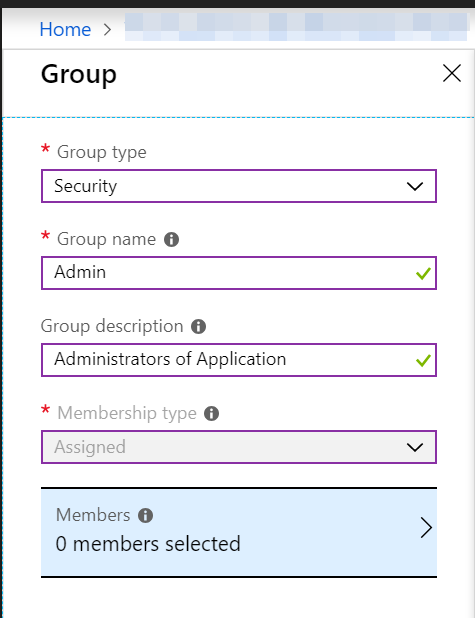 Home >
Group
* Group type
Security
* Group name
Admin
Group description
Administrators of Application
* Membership type
Assigned
Members
0 members selected